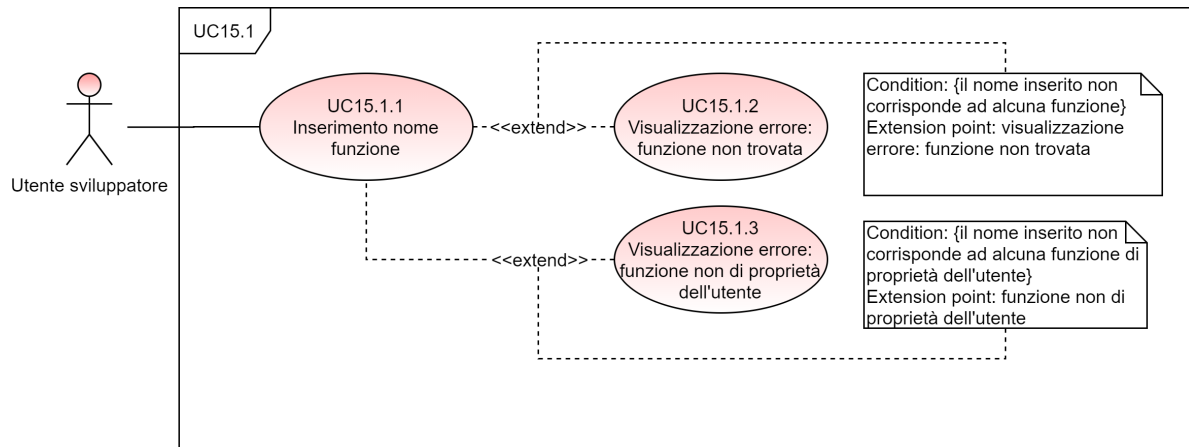 UC15.1
Utente sviluppatore
UC15.1.1
Inserimento nome
funzione
<<extend>>
UC15.1.2
Visualizzazione errore:
funzione non trovata
Condition: {il nome inserito non
corrisponde ad alcuna funzione}
Extension point: visualizzazione
errore: funzione non trovata
<<extend>>
UC15.1.3
Visualizzazione errore:
funzione non di proprietà
dell'utente
Condition: {il nome inserito non
corrisponde ad alcuna funzione di
proprietà dell'utente}
Extension point: funzione non di
proprietà dell'utente